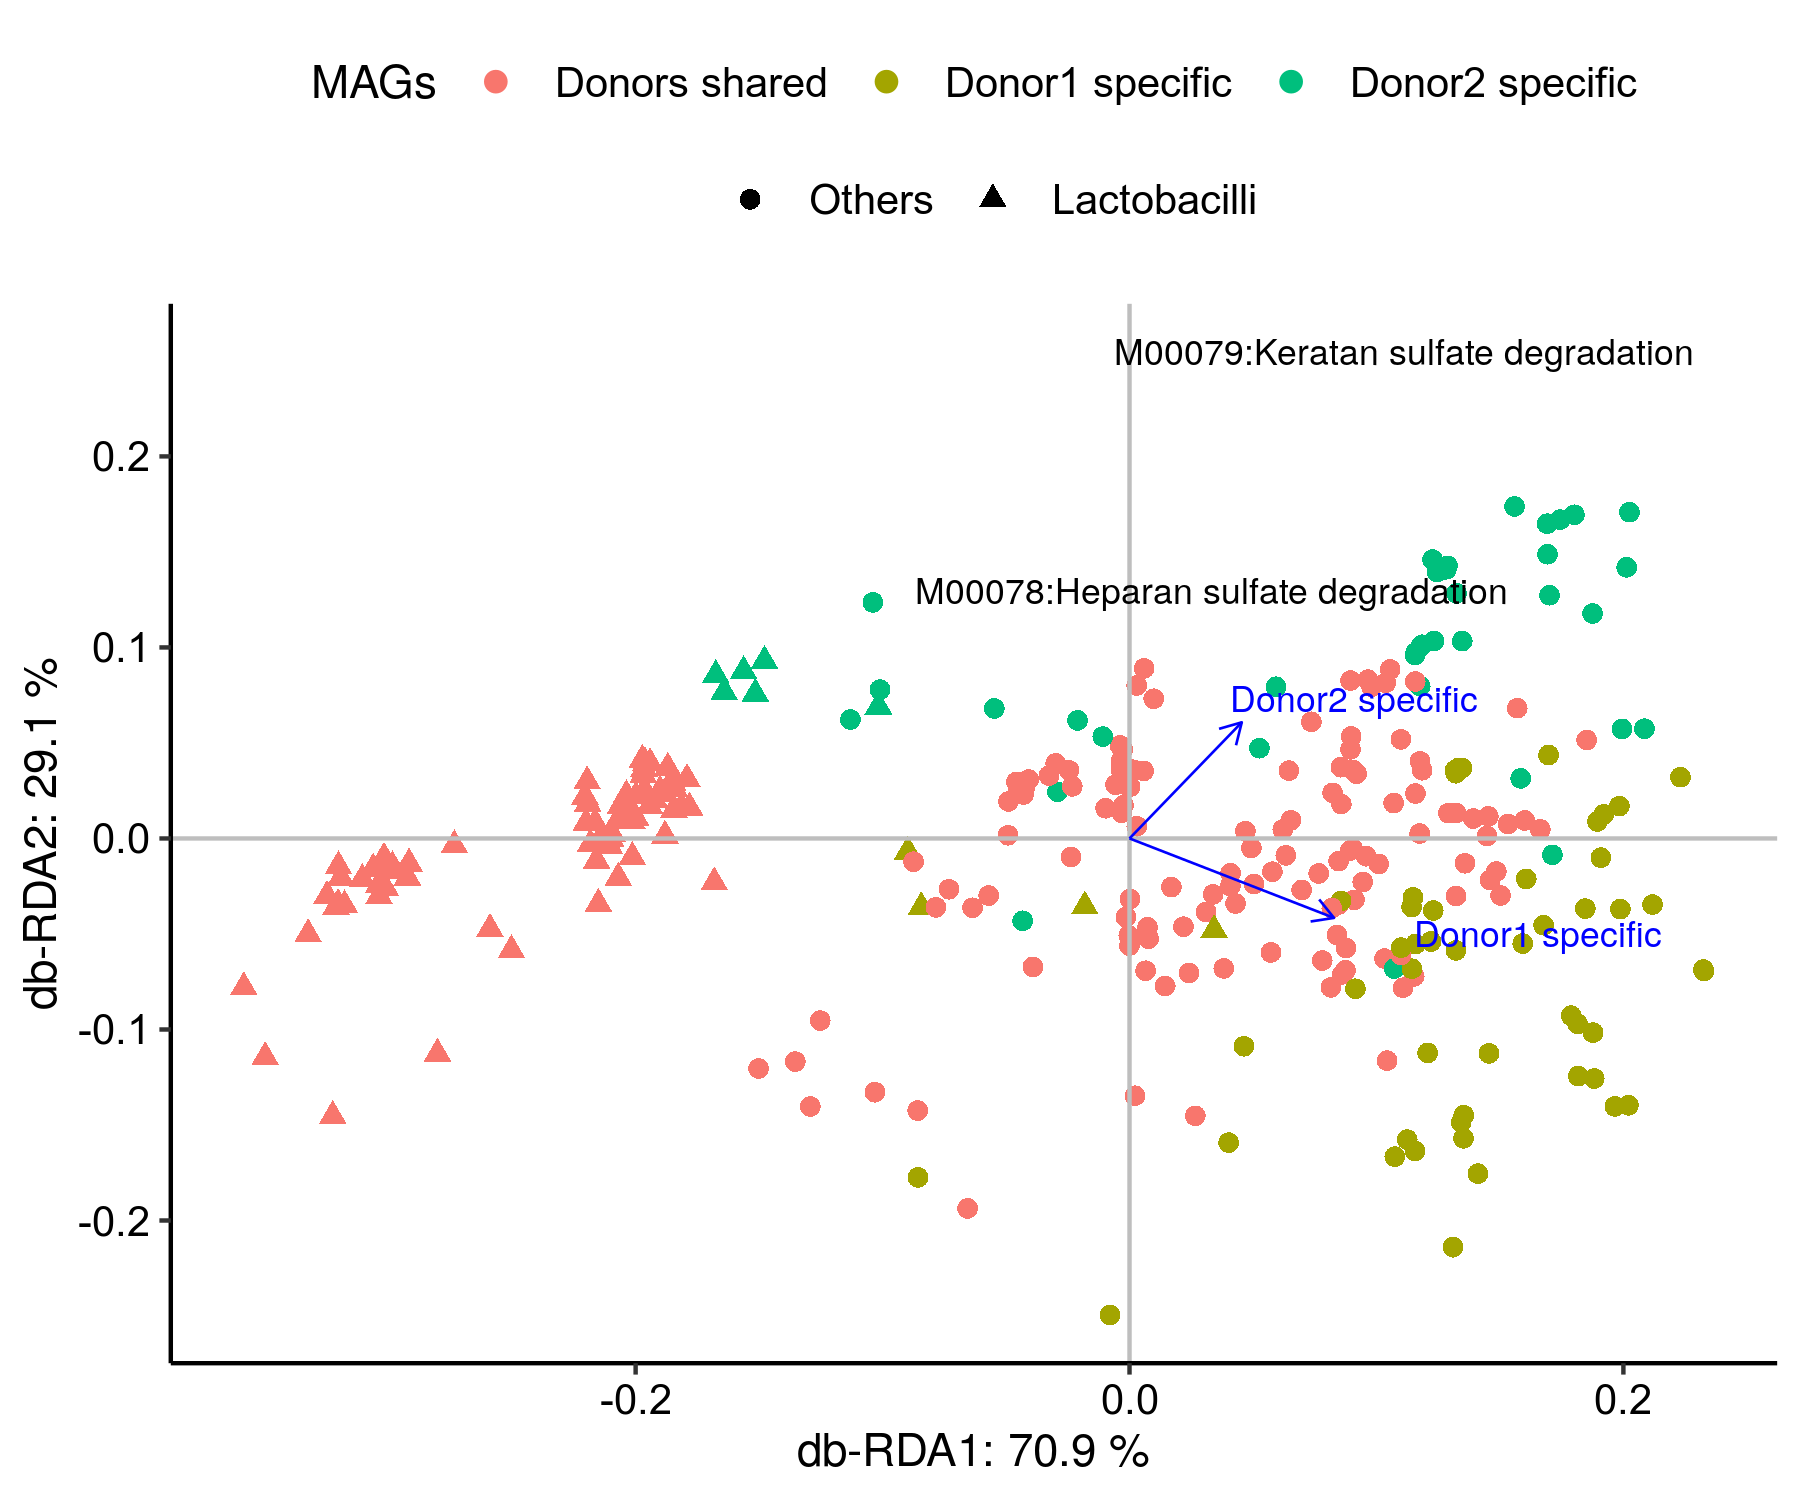 MAGs Donors shared Donor1 specific Donor2 specific
Others Lactobacilli
M00079:Keratan sulfate degradation
0.2
M00078:Heparan sulfate degradation
0.1
Donor2 specific
0.0
Donor1 specific
-0.1
-0.2
db-RDA2: 29.1 %
-0.2 0.0 0.2
db-RDA1: 70.9 %